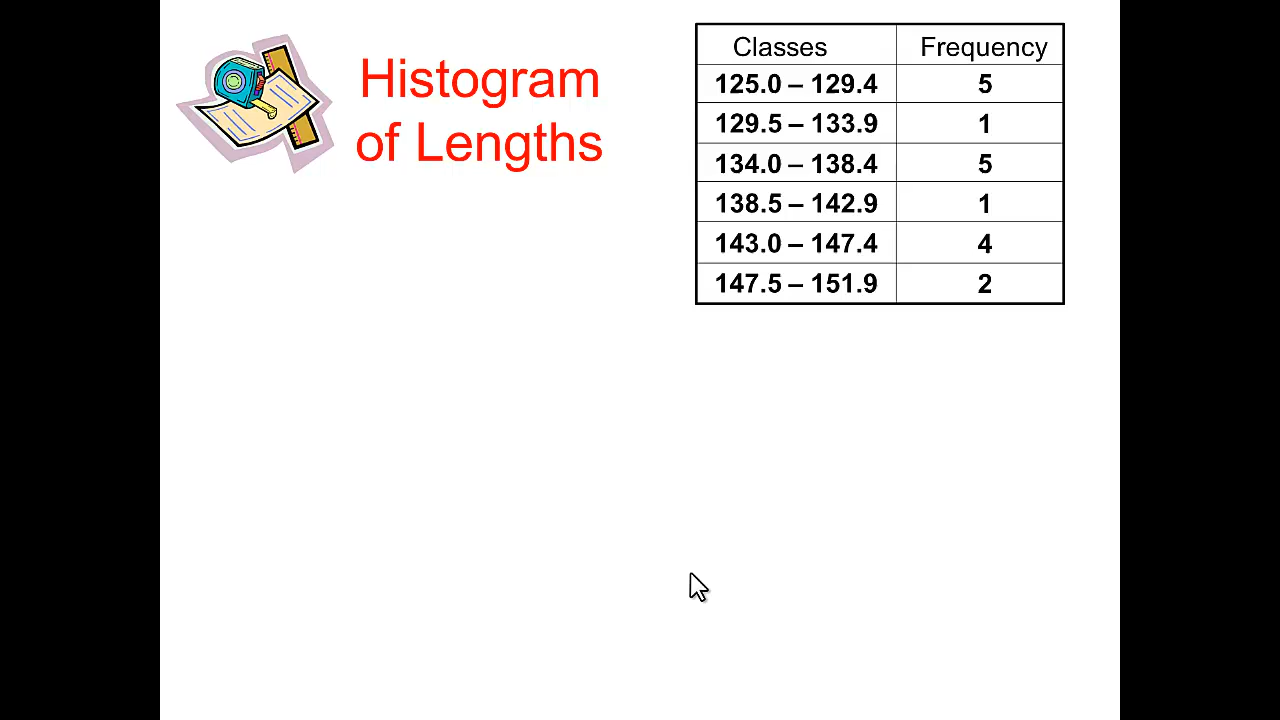 Histogram
of Lengths
Classes Frequency
125.0 – 129.4 5
129.5 – 133.9 1
134.0 – 138.4 5
138.5 – 142.9 1
143.0 – 147.4 4
147.5 – 151.9 2